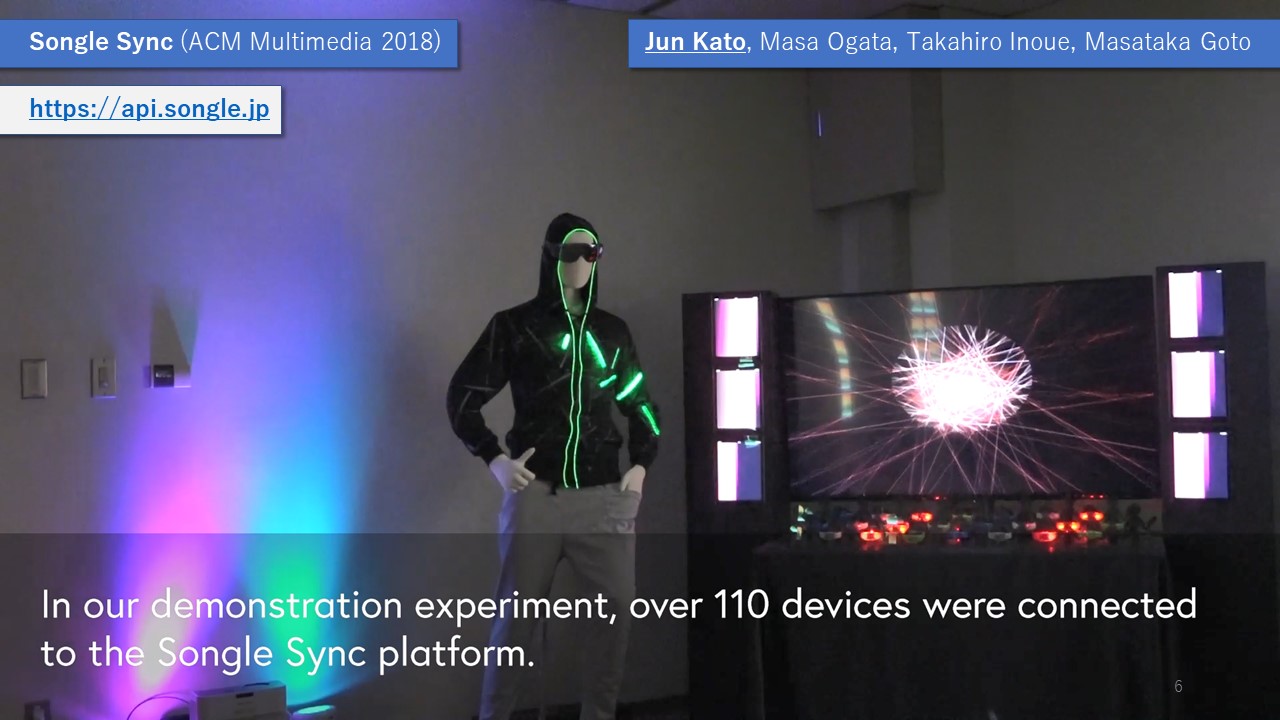 Songle Sync (ACM Multimedia 2018)
Jun Kato, Masa Ogata, Takahiro Inoue, Masataka Goto
https://api.songle.jp
In our demonstration experiment, over 110 devices were connected
to the Songle Sync platform.
6